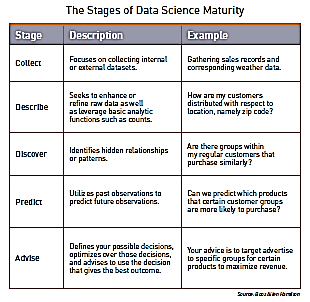 The Stages of Data Science Maturity
Stage Description Example
Collect
Focuses on collecting internal
or external datasets.
Gathering sales records and
corresponding weather data.
Describe
Seeks to enhance or
refine raw data as well
as leverage basic analytic
functions such as counts.
How are my customers
distributed with respect to
location, namely zip code?
Discover
Identifies hidden relationships
or patterns.
Are there groups within
my regular customers that
purchase similarly?
Predict
Utilizes past observations to
predict future observations.
Can we predict which products
that certain customer groups
are more likely to purchase?
Advise
Defines your possible decisions,
optimizes over those decisions,
and advises to use the decision
that gives the best outcome.
Your advice is to target advertise
to specific groups for certain
products to maximize revenue.
Source: Booz Allen Hamilton